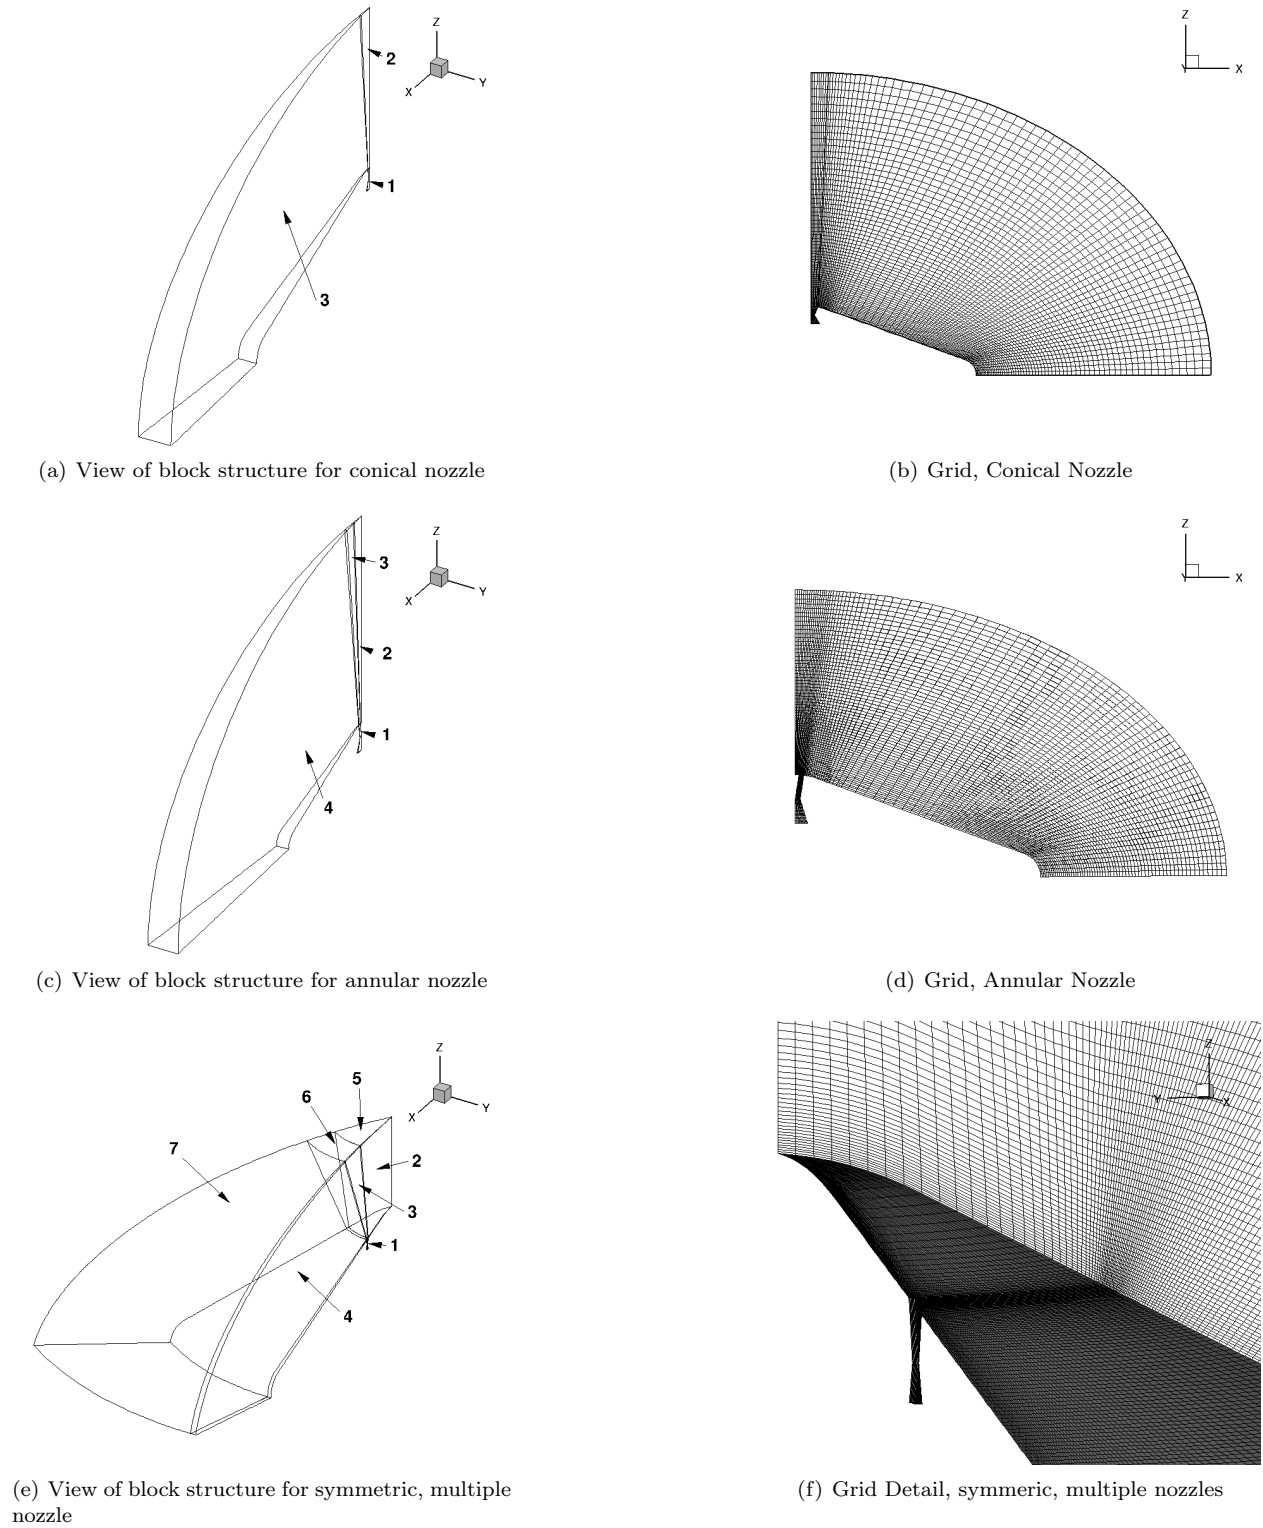 Z
2
Y
X
1
3
(a) View of block structure for conical nozzle
Z
Y
X
(b) Grid, Conical Nozzle
Z
3
Y
X
2
1
4
(c) View of block structure for annular nozzle
Z
Y
X
(d) Grid, Annular Nozzle
Z
5
6
Y
X
7
2
3
1
4
(e) View of block structure for symmetric, multiple
nozzle
Z
Y
X
(f) Grid Detail, symmeric, multiple nozzles